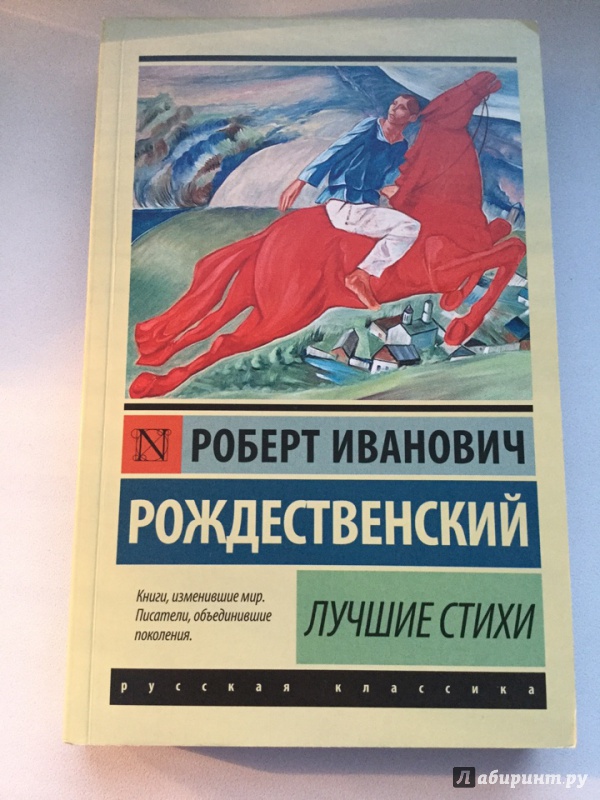 N
РОБЕРТ ИВАНОВИЧ
РОЖДЕСТВЕНСКИЙ
Книги, изменившие мир.
Писатели, объединившие
поколения.
ЛУЧШИЕ СТИХИ
русская классика
Лабиринт.ру